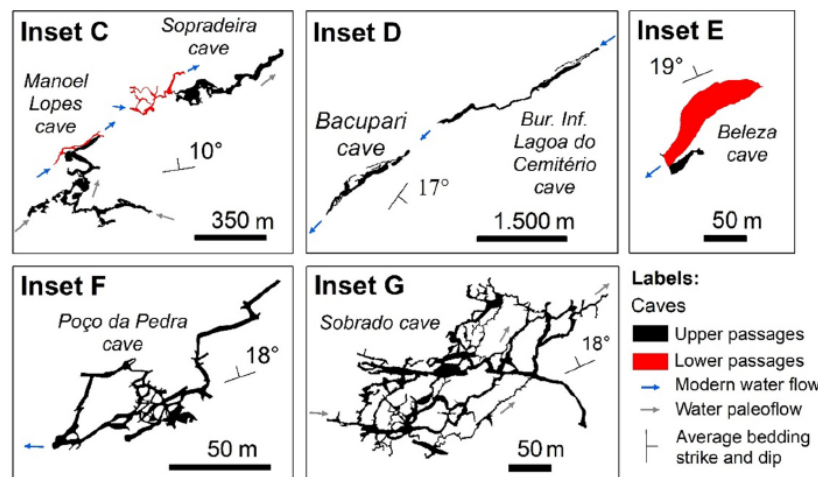 Inset C
Sopradeira
cave
Manoel
Lopes
cave
10°
350 m
Inset D
Bacupari
cave
Bur. Inf.
Lagoa do
Cemitério
cave
17°
1.500 m
Inset E
19°
Beleza
cave
50 m
Inset F
Poço da Pedra
cave
18°
50 m
Inset G
Sobrado cave
18°
50 m
Labels:
Caves
Upper passages
Lower passages
Modern water flow
Water paleoflow
Average bedding
strike and dip